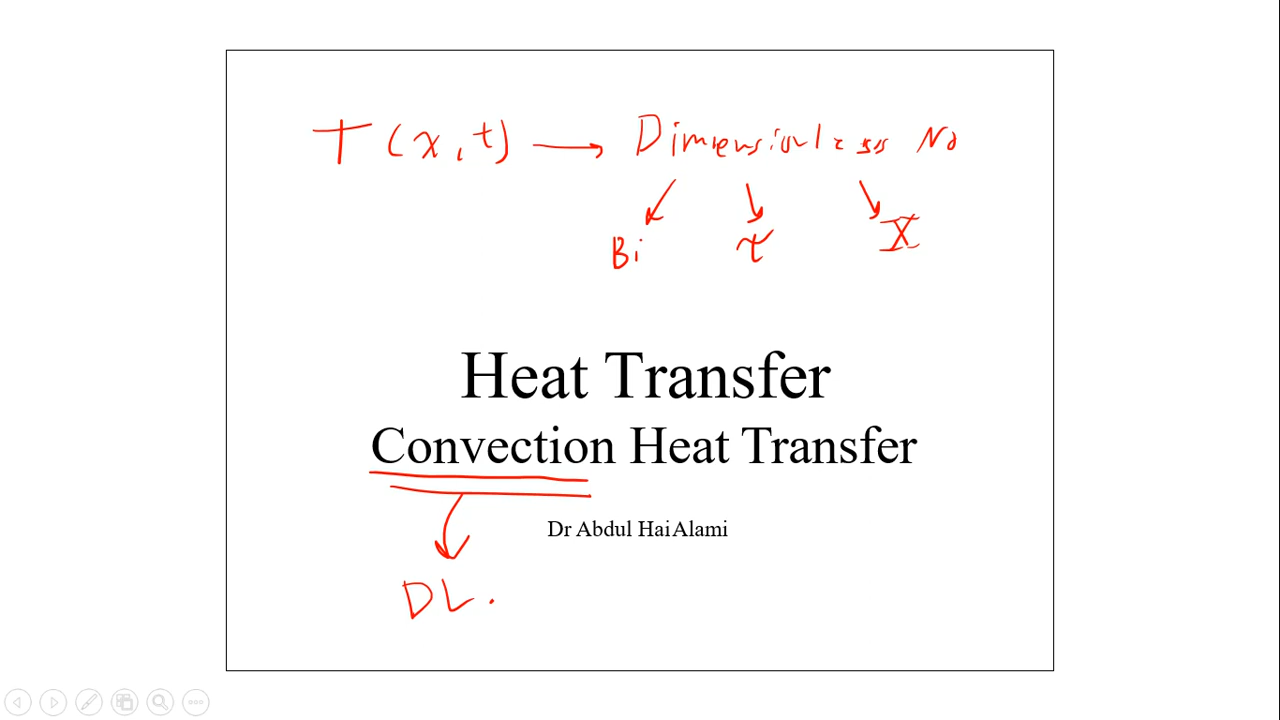 T (x, t) → Dimensionless No
Bi τ X
Heat Transfer
Convection Heat Transfer
Dr Abdul Hai Alami
DL.